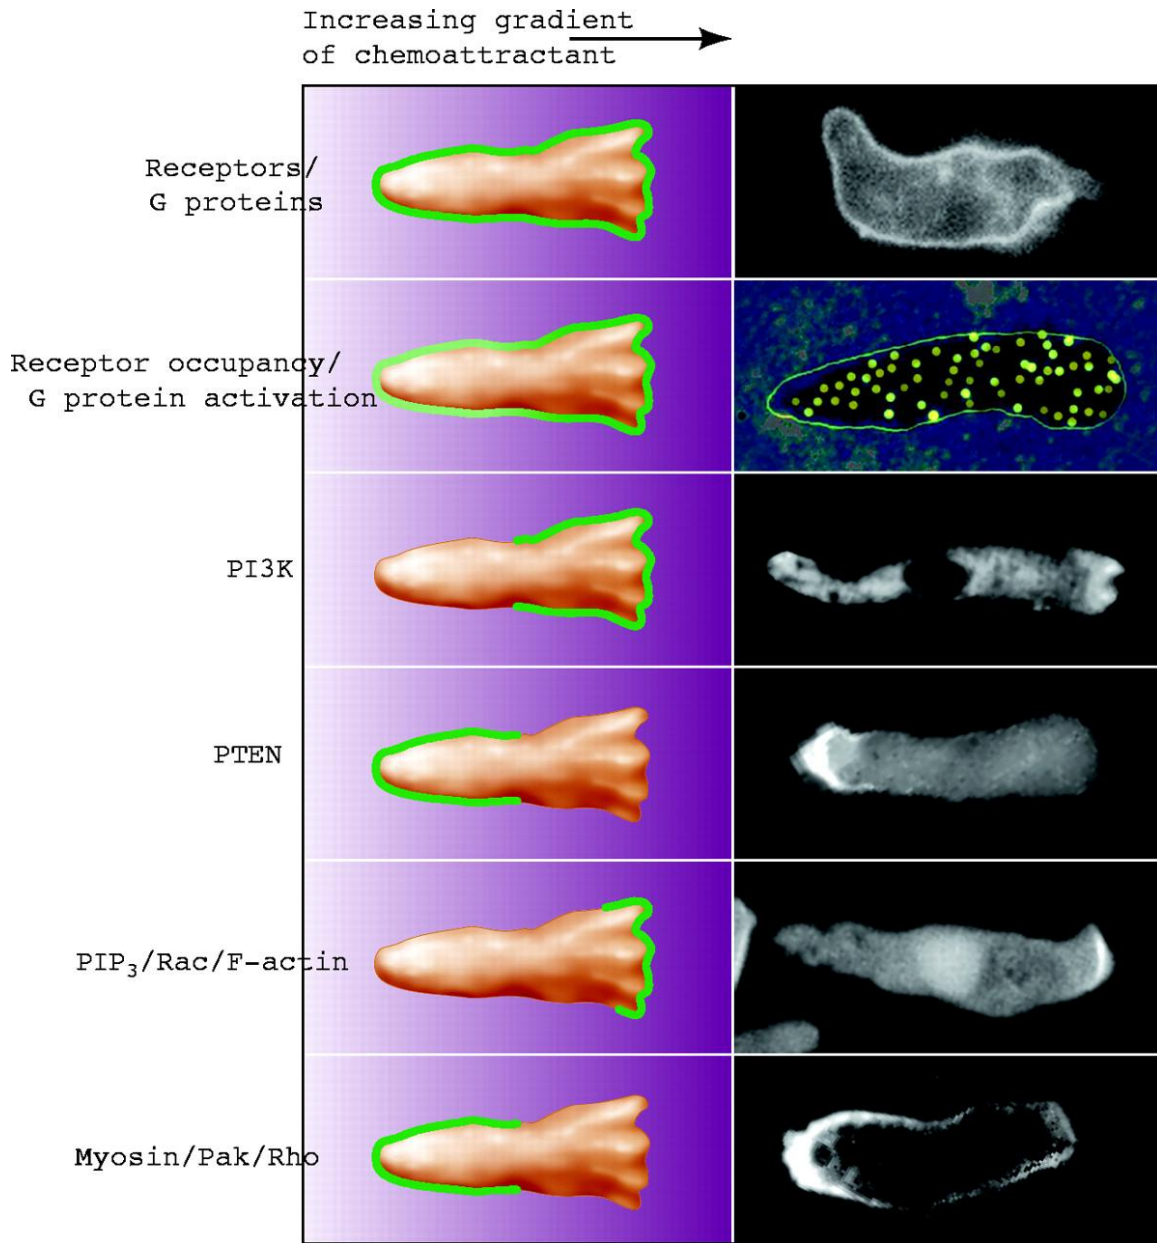 Increasing gradient
of chemoattractant
Receptors/
G proteins
Receptor occupancy/
G protein activation
PI3K
PTEN
PIP₃/Rac/F-actin
Myosin/Pak/Rho